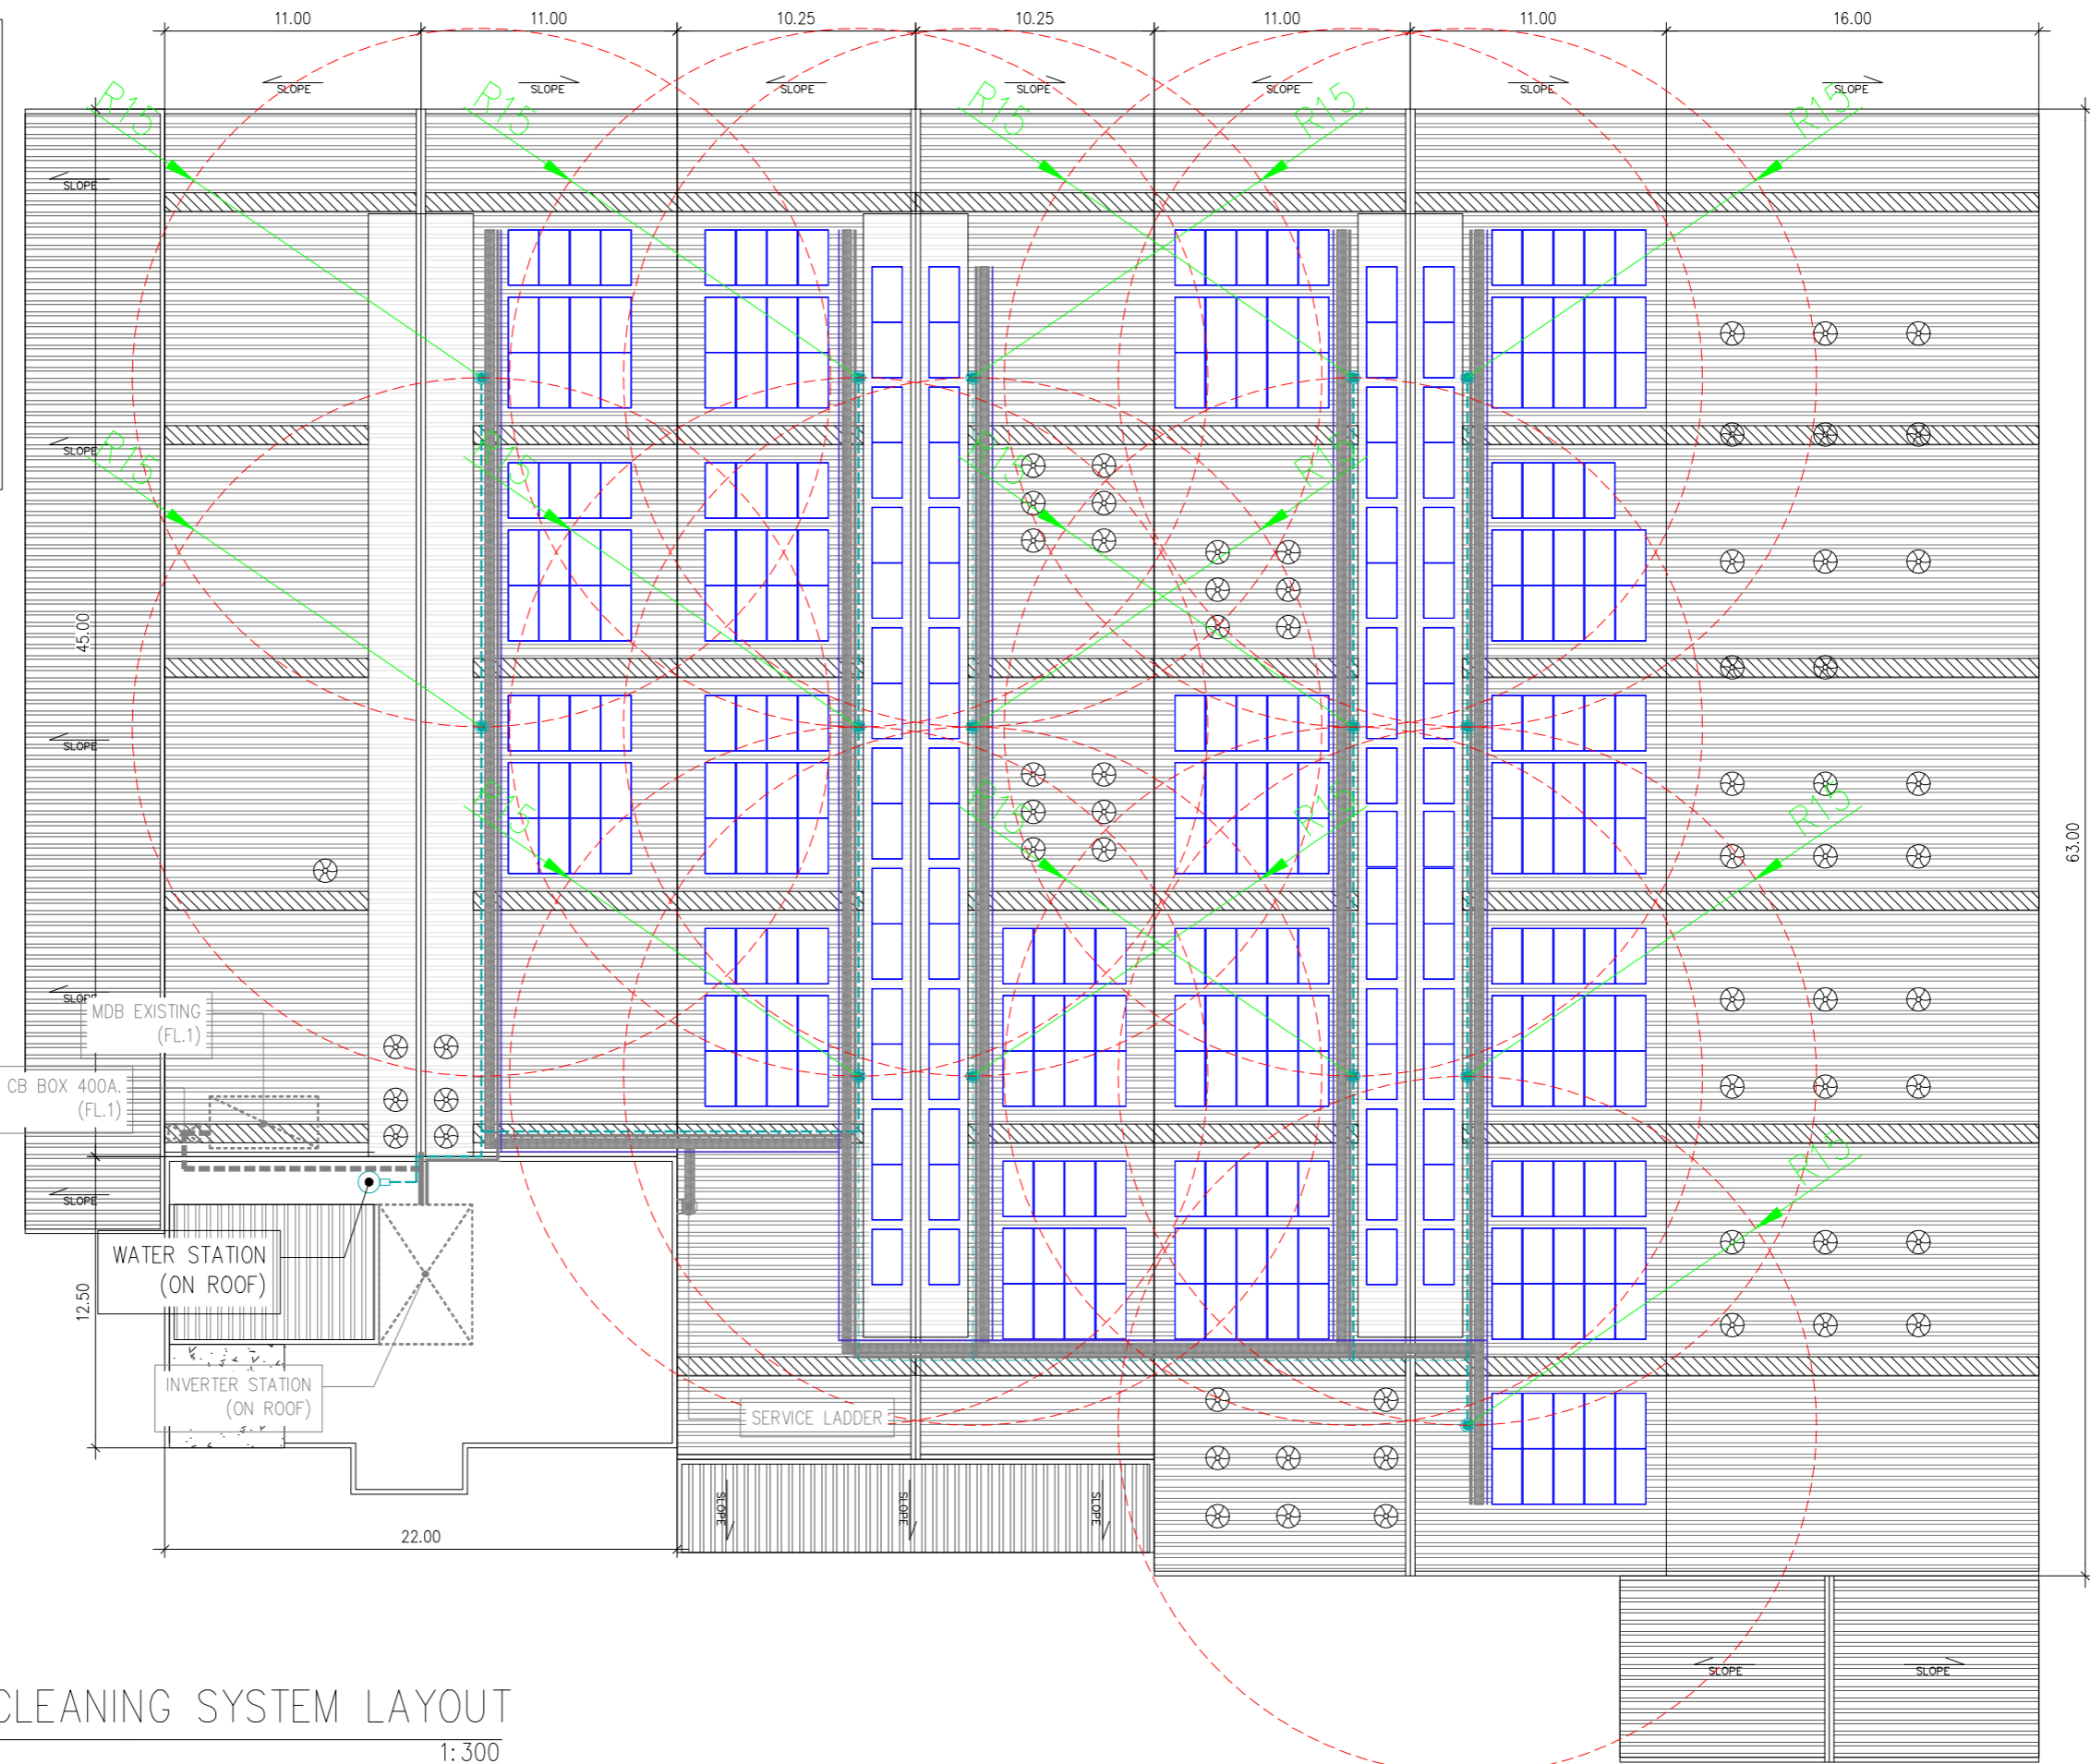 11.00
11.00
10.25
10.25
11.00
11.00
16.00
SLOPE
SLOPE
SLOPE
SLOPE
SLOPE
SLOPE
SLOPE
R15
R15
R15
R15
R15
SLOPE
SLOPE
R15
R15
R15
R15
45.00
SLOPE
R15
R15
R15
R15
63.00
SLOPE
MDB EXISTING
(FL.1)
CB BOX 400A.
(FL.1)
R15
SLOPE
WATER STATION
(ON ROOF)
12.50
INVERTER STATION
(ON ROOF)
SERVICE LADDER
SLOPE
SLOPE
SLOPE
22.00
SLOPE
SLOPE
CLEANING SYSTEM LAYOUT
1:300